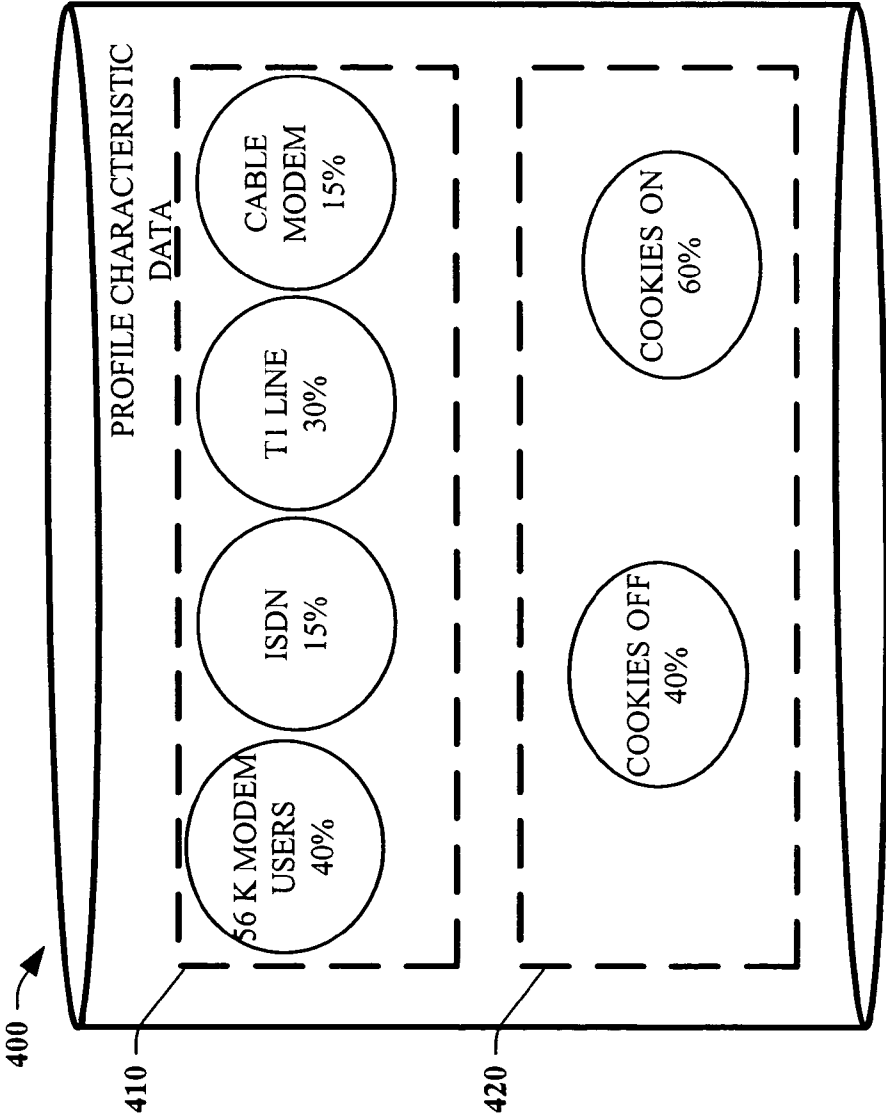 400
PROFILE CHARACTERISTIC
DATA
410
56 K MODEM
USERS
40%
ISDN
15%
T1 LINE
30%
CABLE
MODEM
15%
420
COOKIES OFF
40%
COOKIES ON
60%